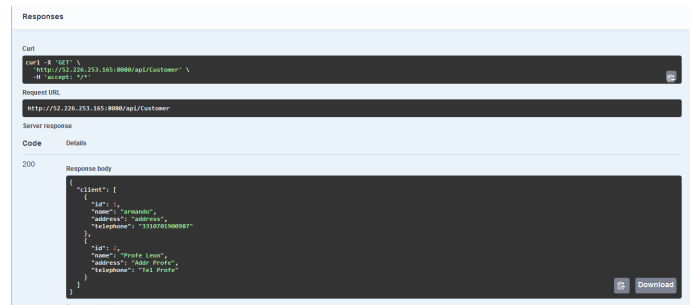 Responses
Curl
curl -X 'GET' \
'http://52.226.253.165:8080/api/Customer' \
-H 'accept: */*'
Request URL
http://52.226.253.165:8080/api/Customer
Server response
Code Details
200
Response body
{
"client": [
{
"id": 1,
"name": "armando",
"address": "address",
"telephone": "3310701900987"
},
{
"id": 2,
"name": "Profe Leon",
"address": "Addr Profe",
"telephone": "Tel Profe"
}
]
}
Download